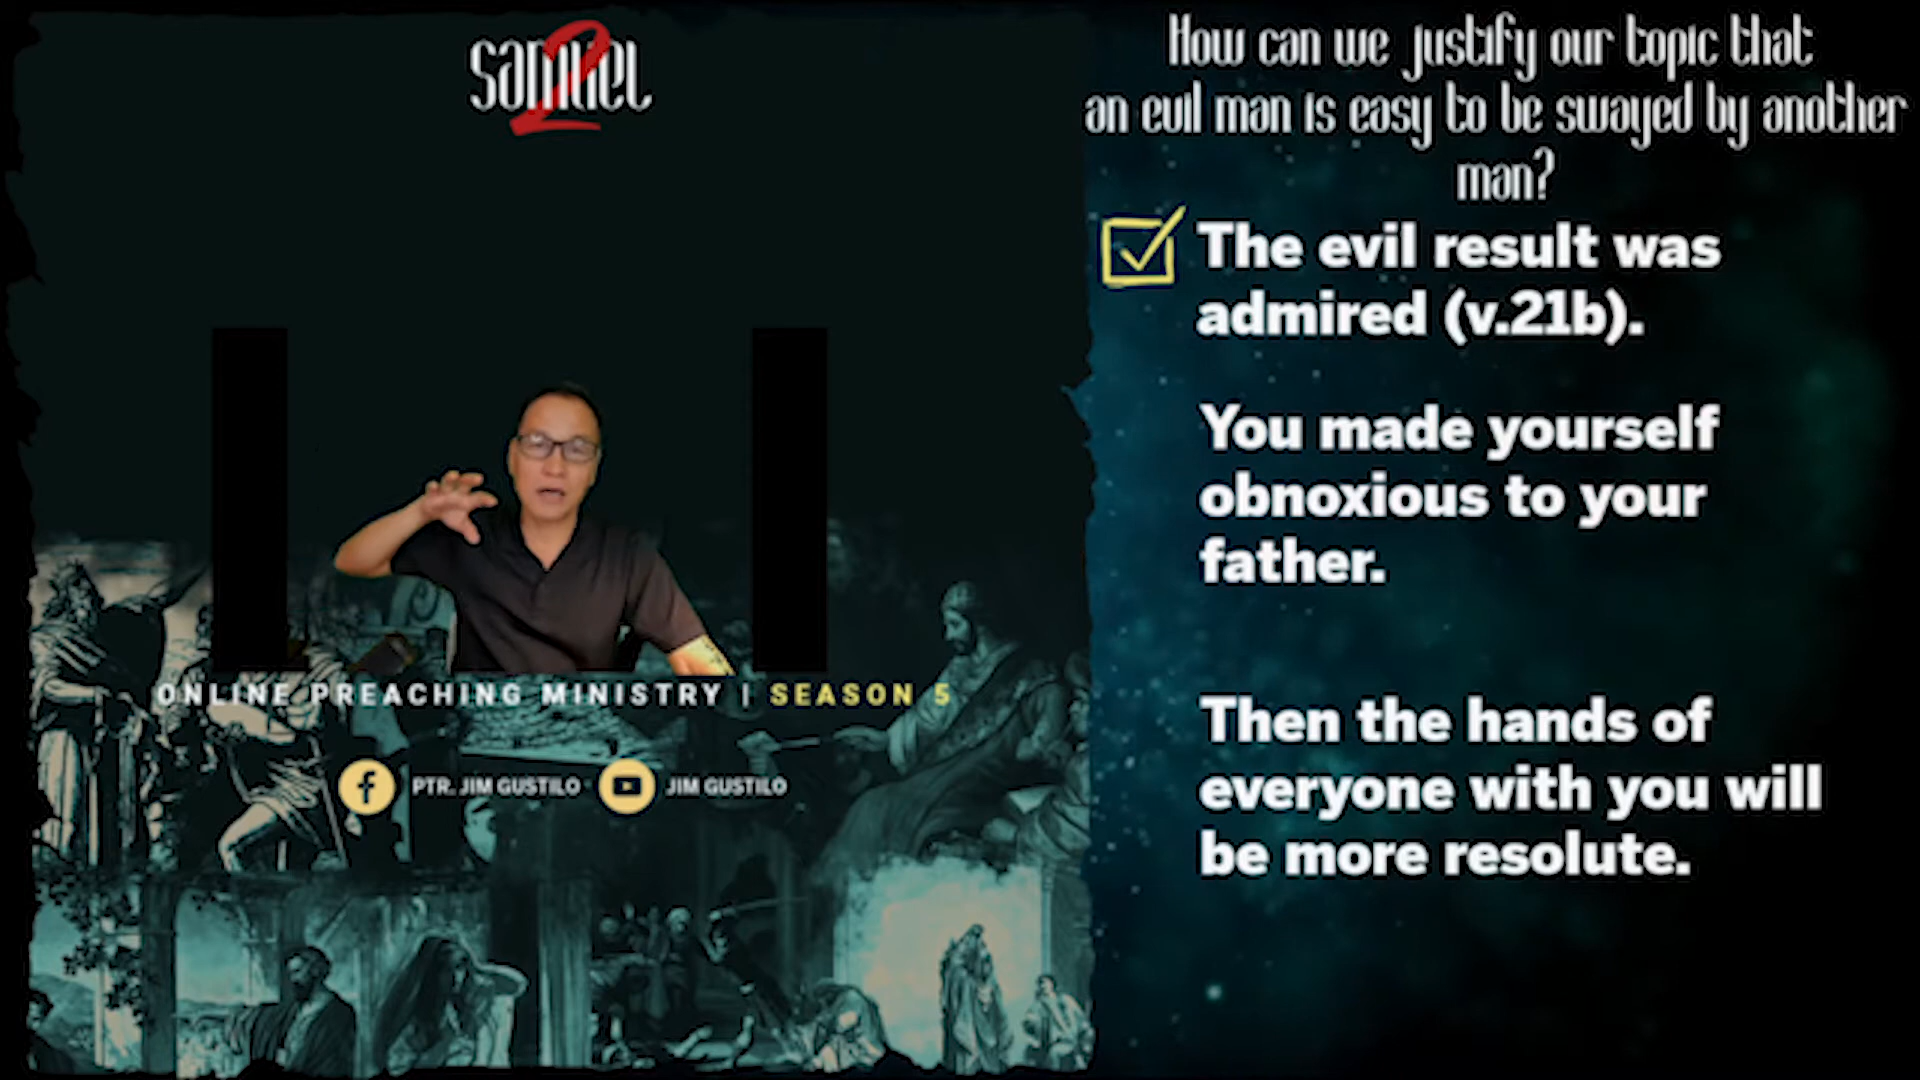 Samuel
2
ONLINE PREACHING MINISTRY | SEASON 5
PTR. JIM GUSTILO
JIM GUSTILO
How can we justify our topic that
an evil man is easy to be swayed by another
man?
The evil result was
admired (v.21b).
You made yourself
obnoxious to your
father.
Then the hands of
everyone with you will
be more resolute.